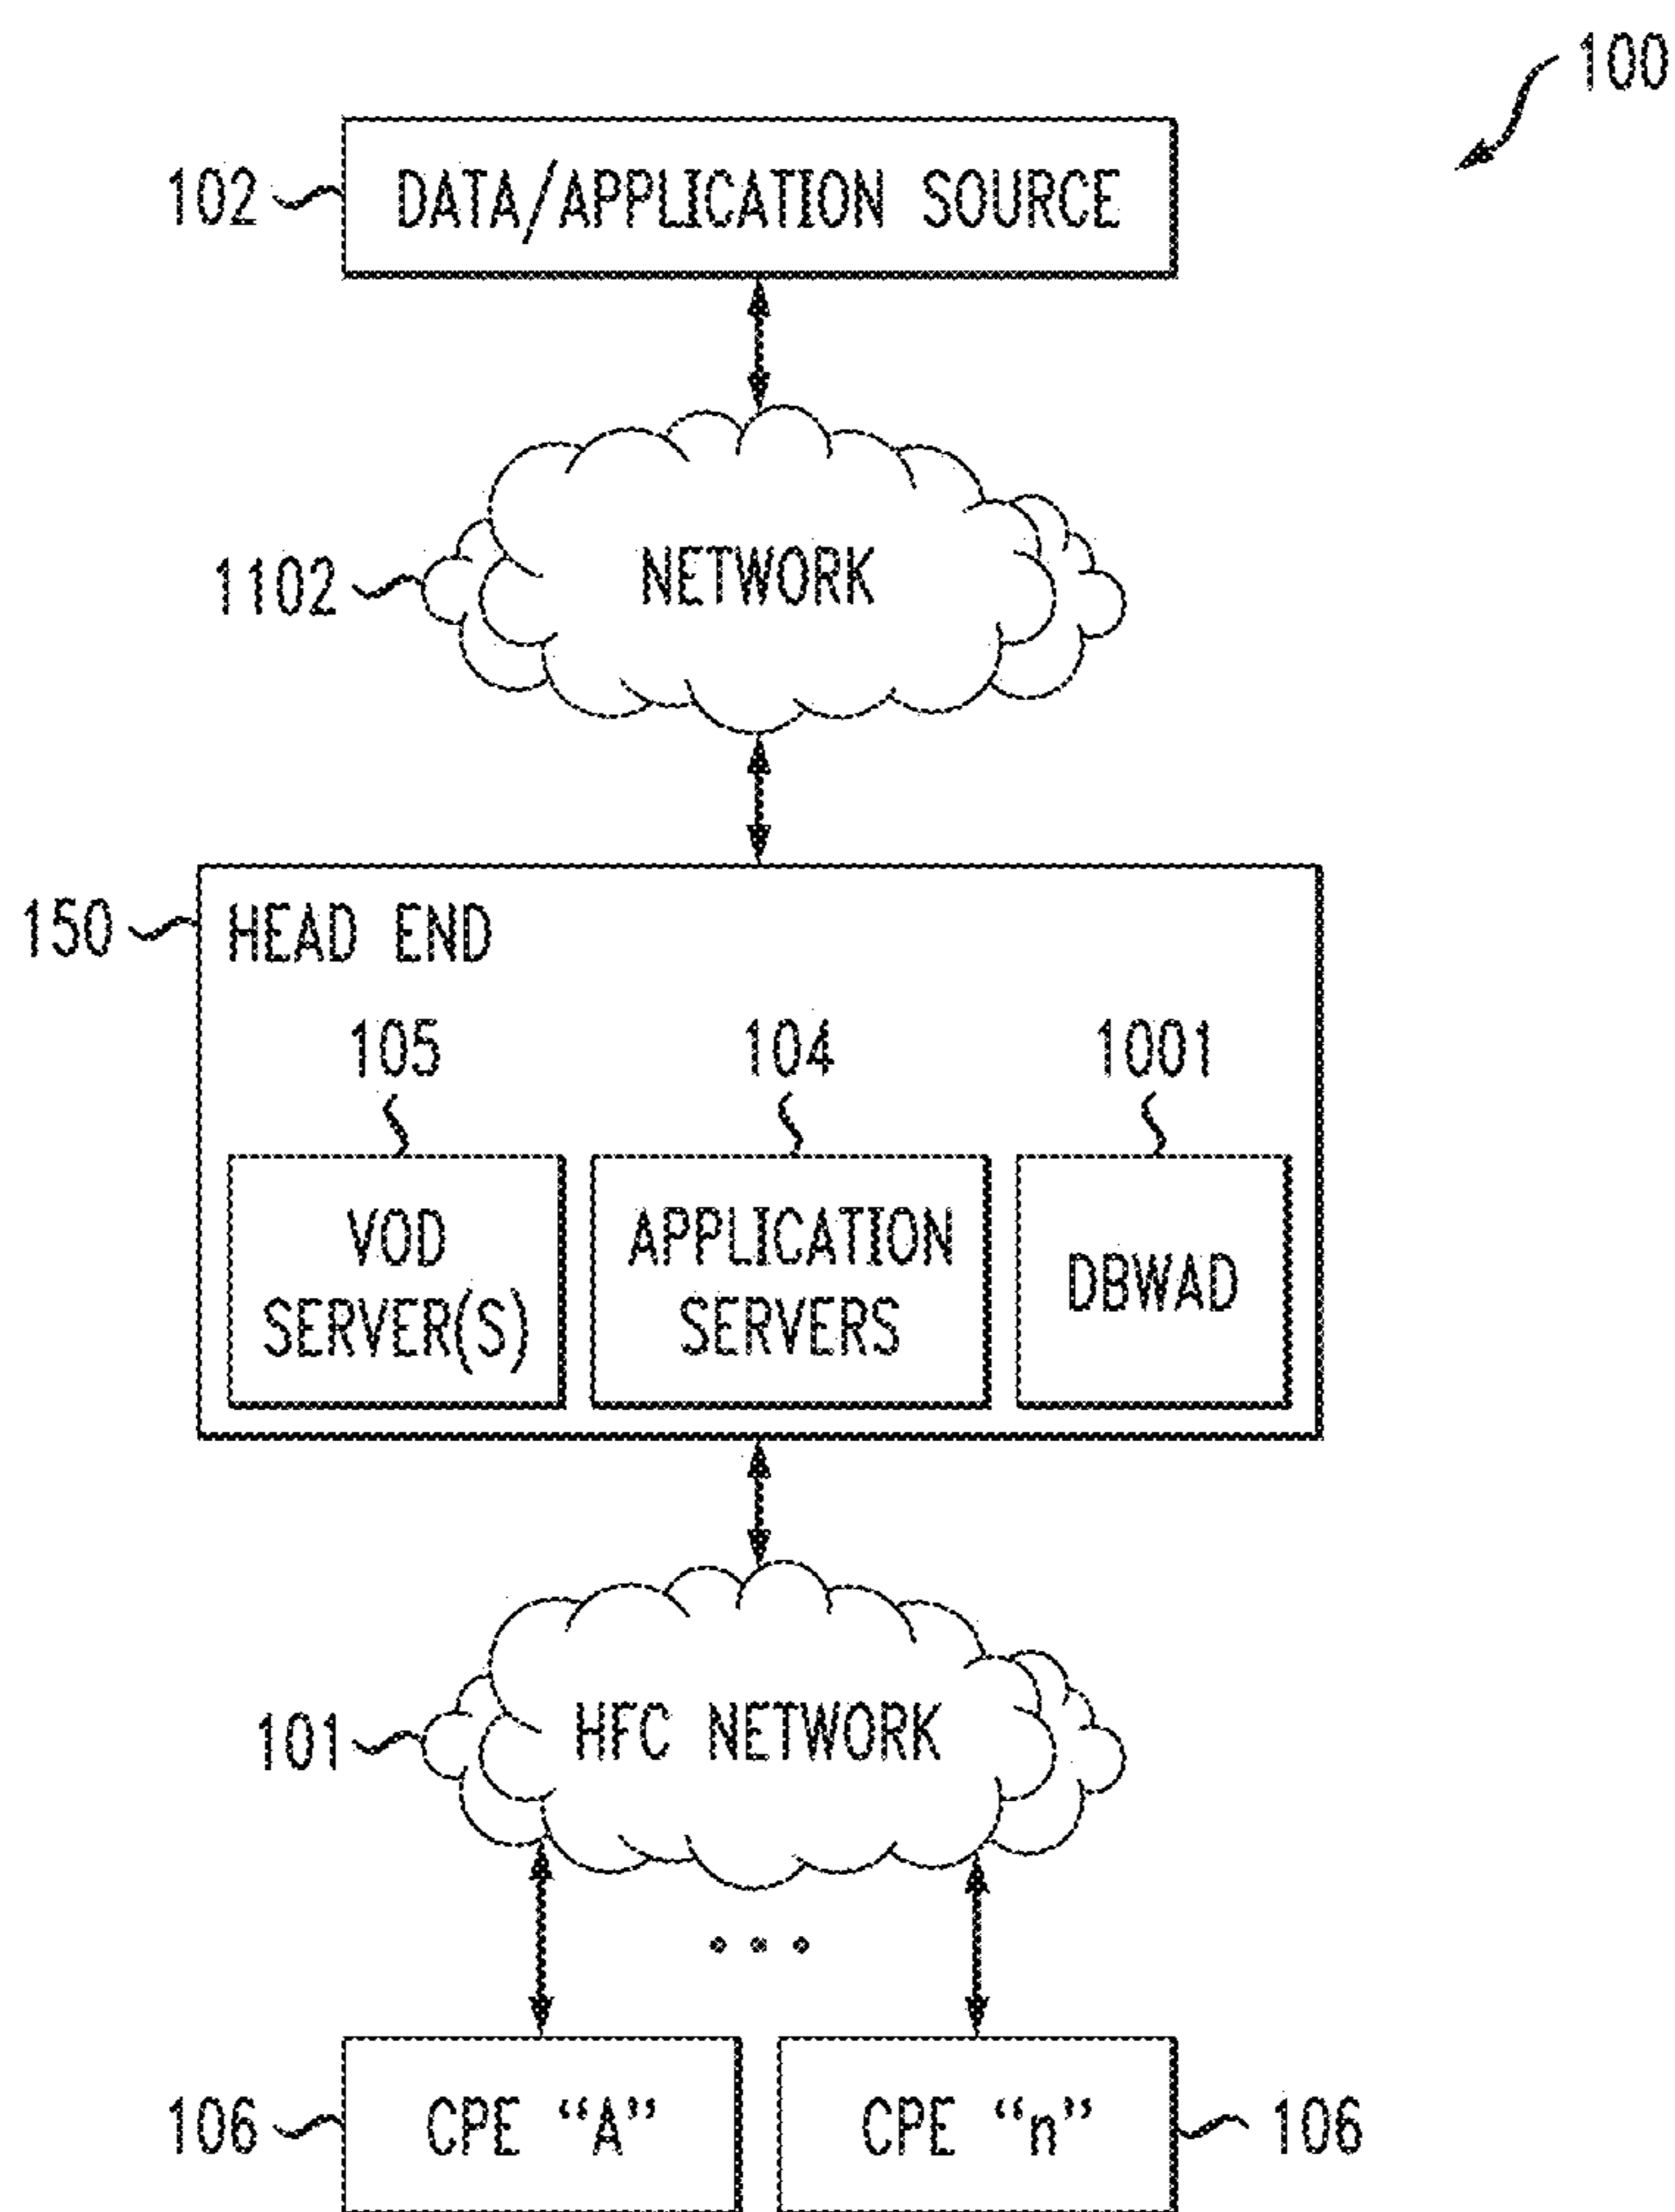 100
102 DATA/APPLICATION SOURCE
1102 NETWORK
150 HEAD END
105 104 1001
VOD SERVER(S)
APPLICATION SERVERS
DBWAD
101 HFC NETWORK
106 CPE “A” CPE “n” 106